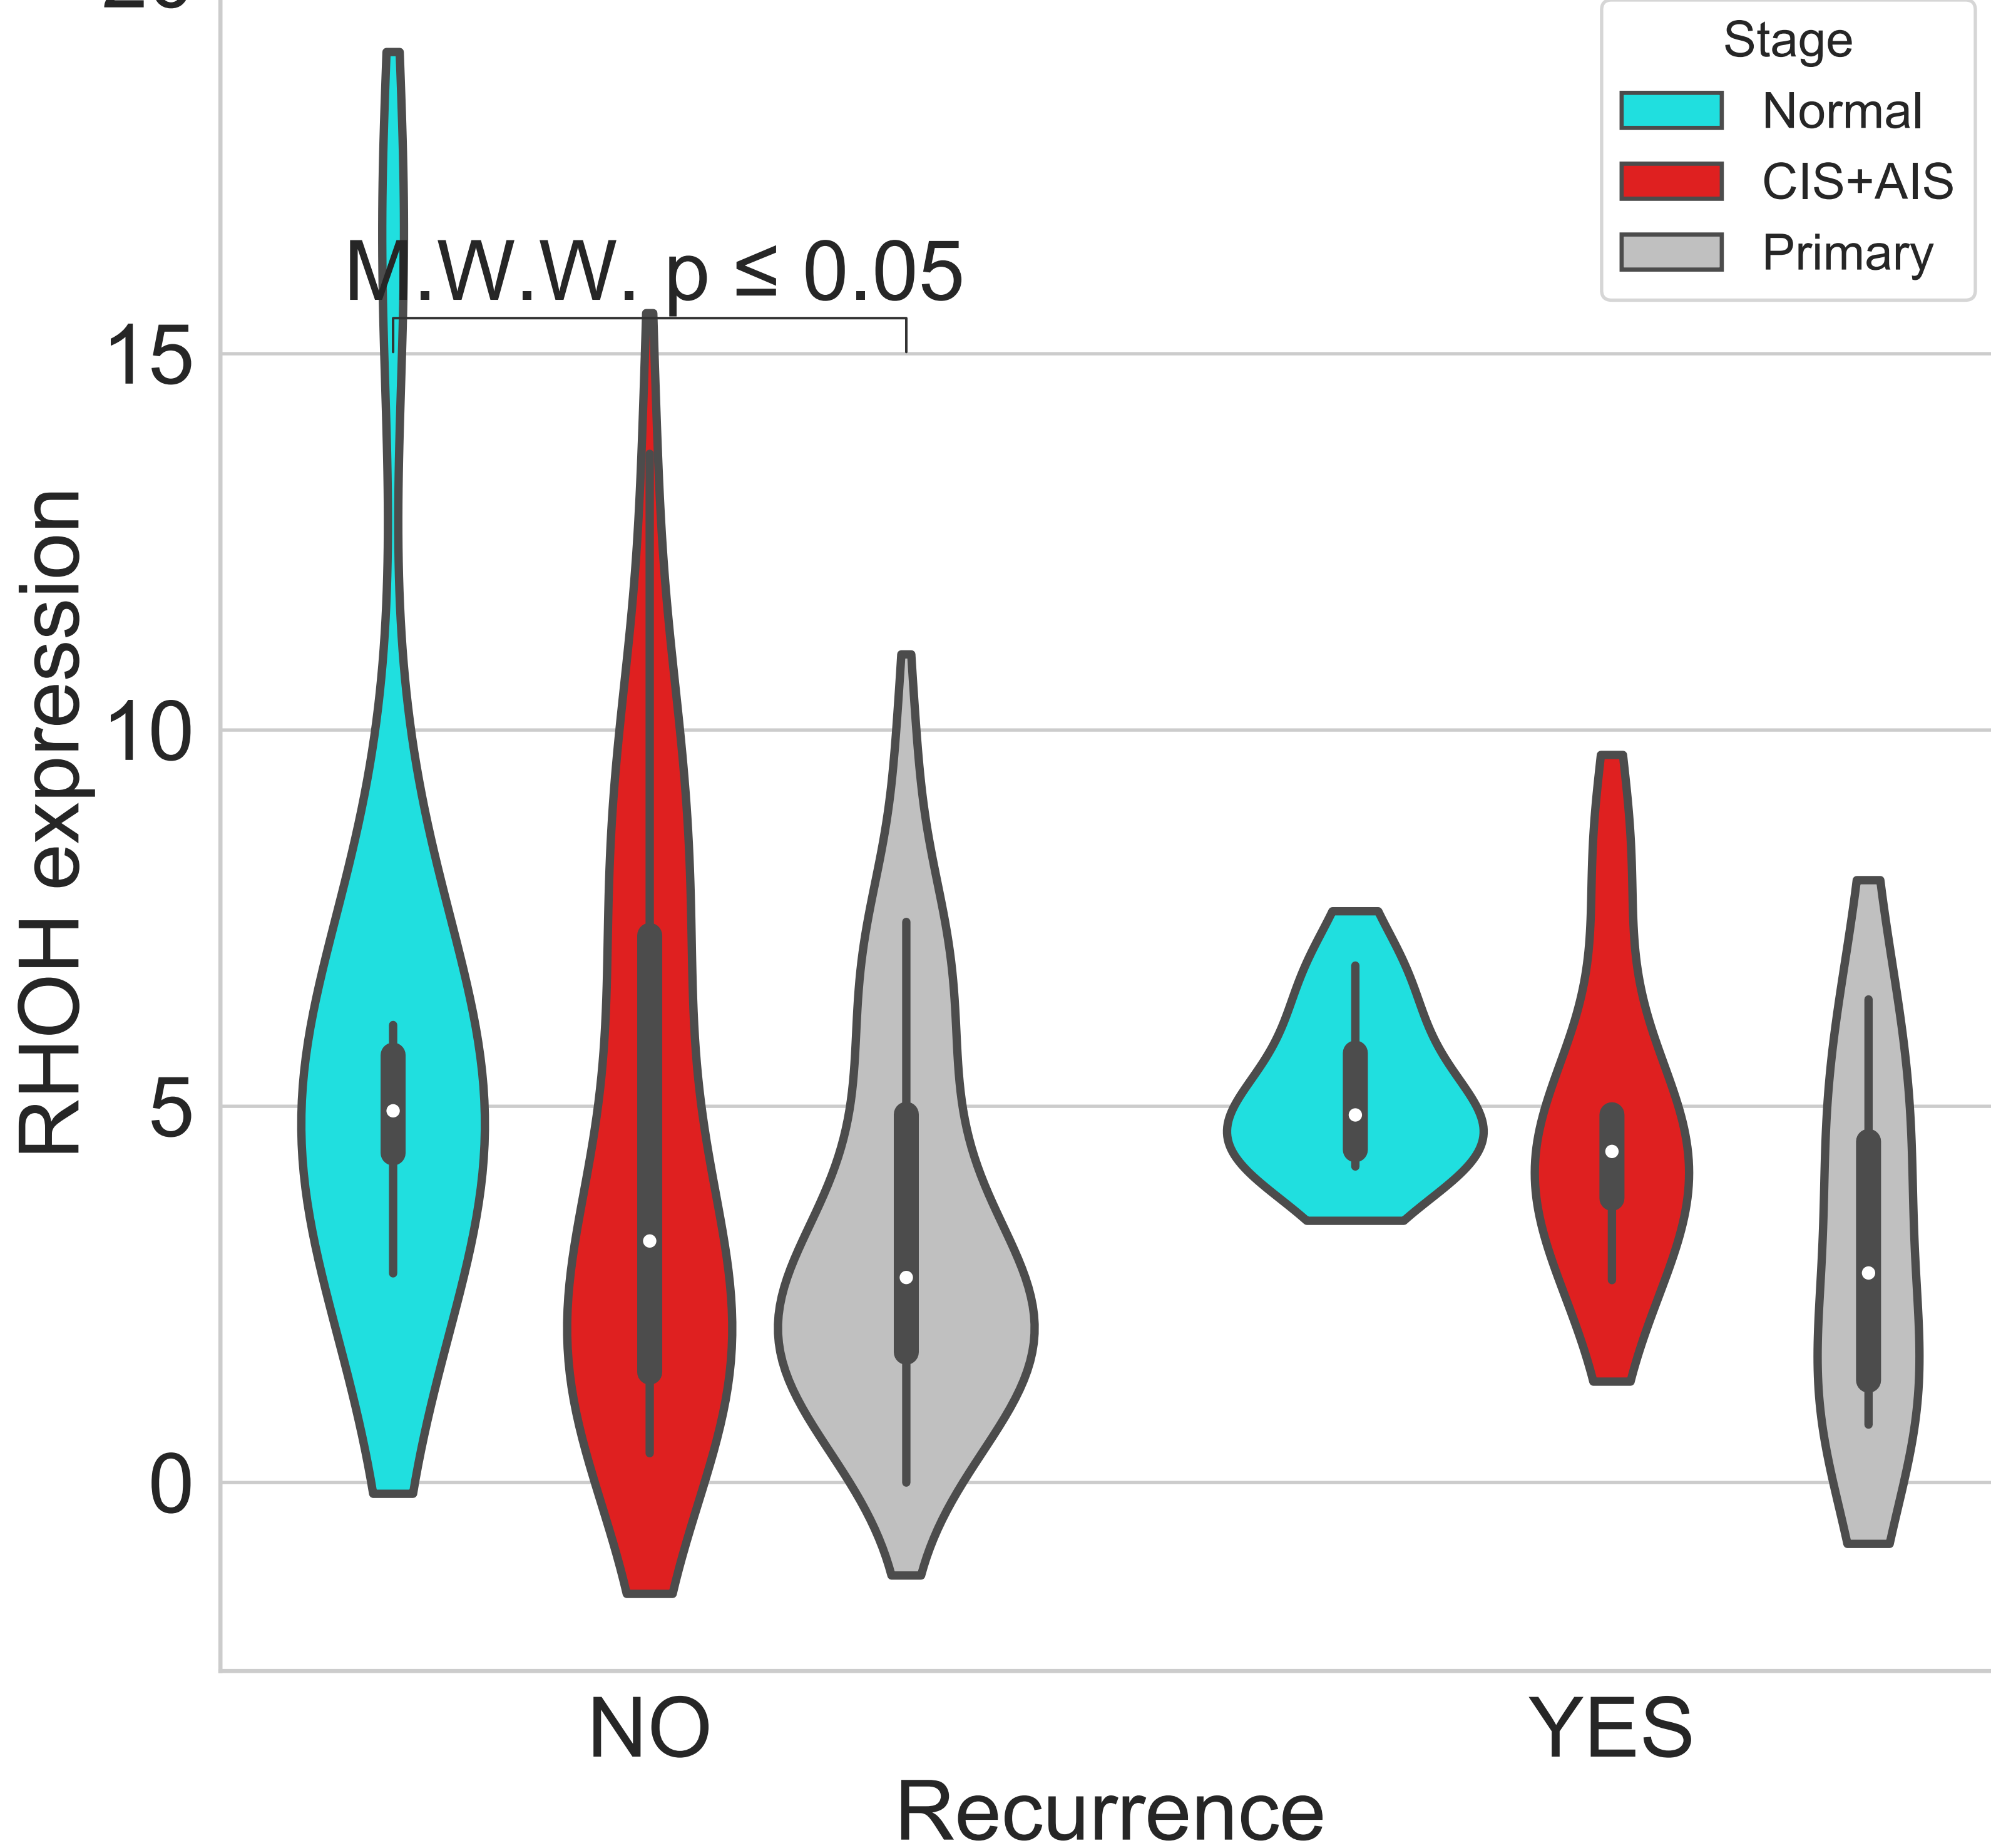 Stage
Normal
CIS+AIS
Primary
M.W.W. p ≤ 0.05
15
10
5
0
RHOH expression
NO
YES
Recurrence